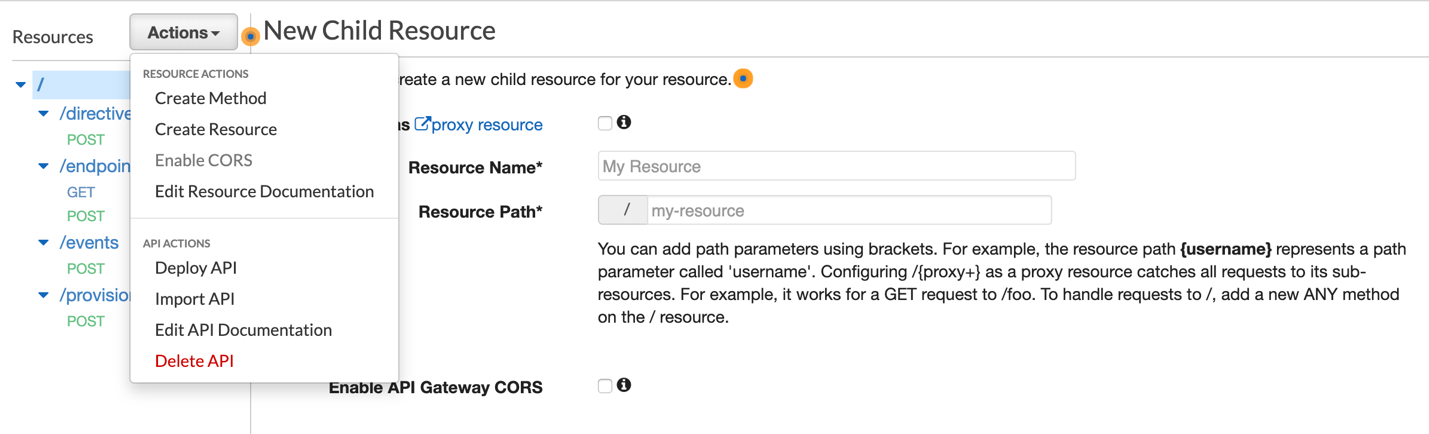 Resources
Actions
New Child Resource
RESOURCE ACTIONS
Create Method
Create Resource
Enable CORS
Edit Resource Documentation
API ACTIONS
Deploy API
Import API
Edit API Documentation
Delete API
/
/directive
POST
/endpoin
GET
POST
/events
POST
/provision
POST
reate a new child resource for your resource.
s proxy resource
Resource Name*
My Resource
Resource Path*
/ my-resource
You can add path parameters using brackets. For example, the resource path {username} represents a path
parameter called 'username'. Configuring /{proxy+} as a proxy resource catches all requests to its sub-
resources. For example, it works for a GET request to /foo. To handle requests to /, add a new ANY method
on the / resource.
Enable API Gateway CORS